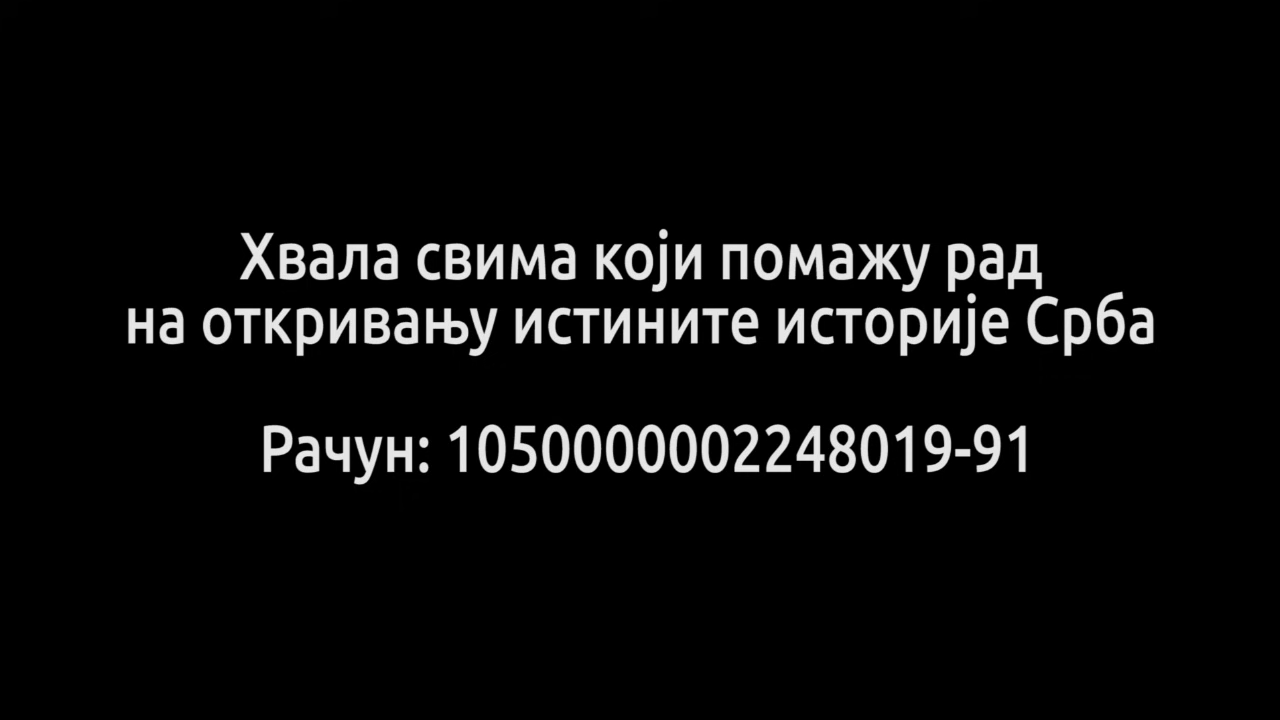 Хвала свима који помажу рад
на откривању истините историје Срба
Рачун: 1050000002248019-91